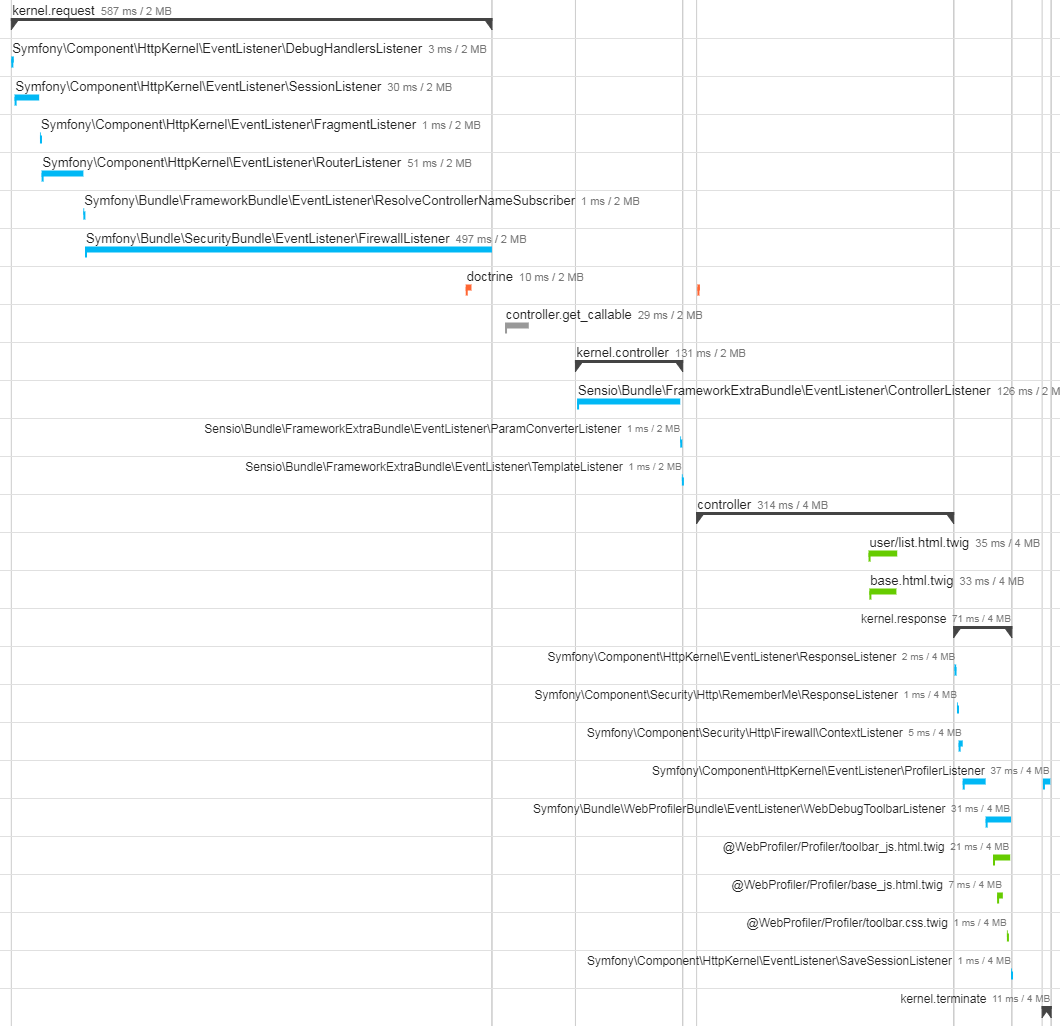 kernel.request 587 ms / 2 MB
Symfony\Component\HttpKernel\EventListener\DebugHandlersListener 3 ms / 2 MB
Symfony\Component\HttpKernel\EventListener\SessionListener 30 ms / 2 MB
Symfony\Component\HttpKernel\EventListener\FragmentListener 1 ms / 2 MB
Symfony\Component\HttpKernel\EventListener\RouterListener 51 ms / 2 MB
Symfony\Bundle\FrameworkBundle\EventListener\ResolveControllerNameSubscriber 1 ms / 2 MB
Symfony\Bundle\SecurityBundle\EventListener\FirewallListener 497 ms / 2 MB
doctrine 10 ms / 2 MB
controller.get_callable 29 ms / 2 MB
kernel.controller 131 ms / 2 MB
Sensio\Bundle\FrameworkExtraBundle\EventListener\ControllerListener 126 ms / 2 M
Sensio\Bundle\FrameworkExtraBundle\EventListener\ParamConverterListener 1 ms / 2 MB
Sensio\Bundle\FrameworkExtraBundle\EventListener\TemplateListener 1 ms / 2 MB
controller 314 ms / 4 MB
user/list.html.twig 35 ms / 4 MB
base.html.twig 33 ms / 4 MB
kernel.response 71 ms / 4 MB
Symfony\Component\HttpKernel\EventListener\ResponseListener 2 ms / 4 MB
Symfony\Component\Security\Http\RememberMe\ResponseListener 1 ms / 4 MB
Symfony\Component\Security\Http\Firewall\ContextListener 5 ms / 4 MB
Symfony\Component\HttpKernel\EventListener\ProfilerListener 37 ms / 4 MB
Symfony\Bundle\WebProfilerBundle\EventListener\WebDebugToolbarListener 31 ms / 4 MB
@WebProfiler/Profiler/toolbar_js.html.twig 21 ms / 4 MB
@WebProfiler/Profiler/base_js.html.twig 7 ms / 4 MB
@WebProfiler/Profiler/toolbar.css.twig 1 ms / 4 MB
Symfony\Component\HttpKernel\EventListener\SaveSessionListener 1 ms / 4 MB
kernel.terminate 11 ms / 4 MB